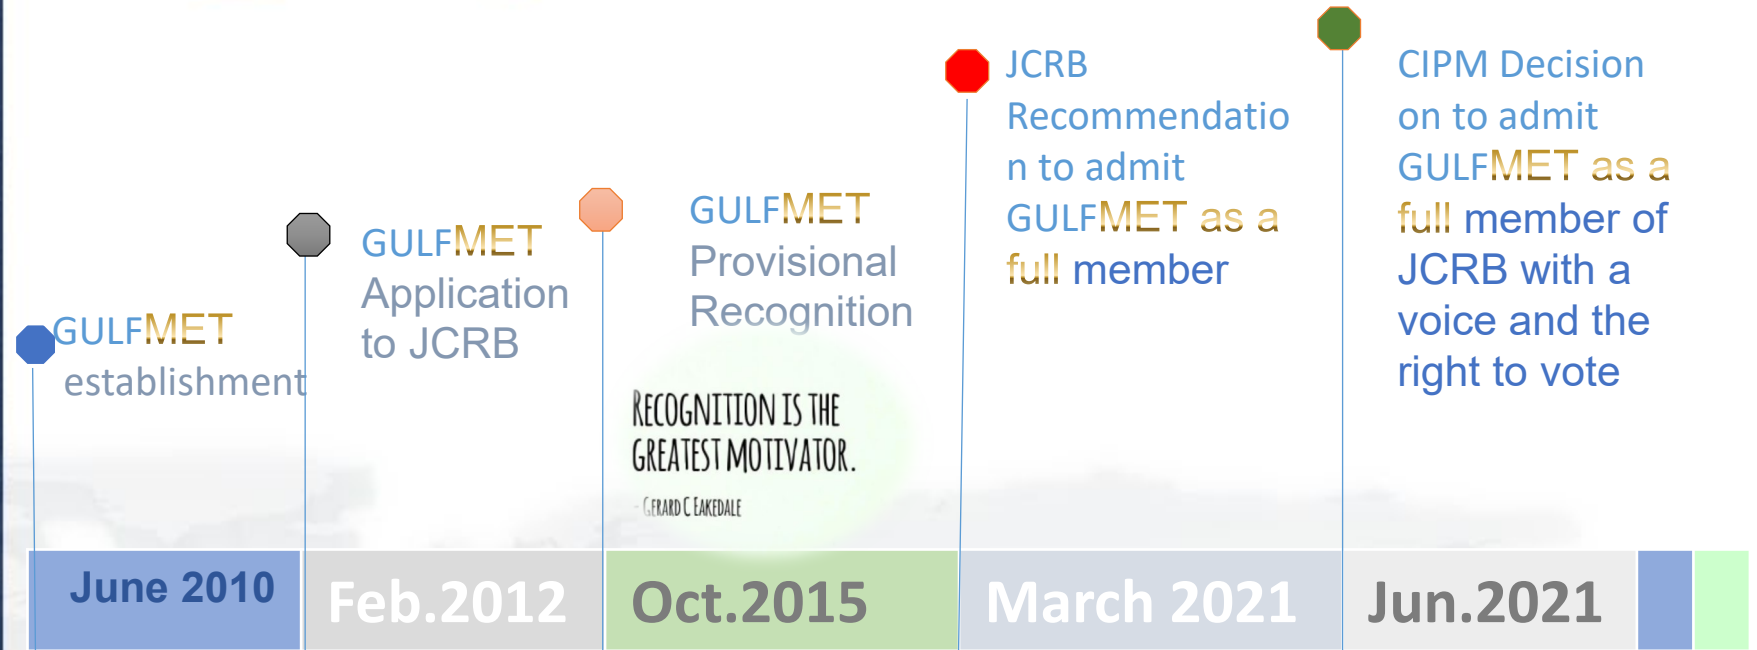 GULFMET
establishment
GULFMET
Application
to JCRB
GULFMET
Provisional
Recognition
RECOGNITION IS THE
GREATEST MOTIVATOR.
- GERARD C EAKEDALE
JCRB
Recommendatio
n to admit
GULFMET as a
full member
CIPM Decision
on to admit
GULFMET as a
full member of
JCRB with a
voice and the
right to vote
June 2010
Feb.2012
Oct.2015
March 2021
Jun.2021